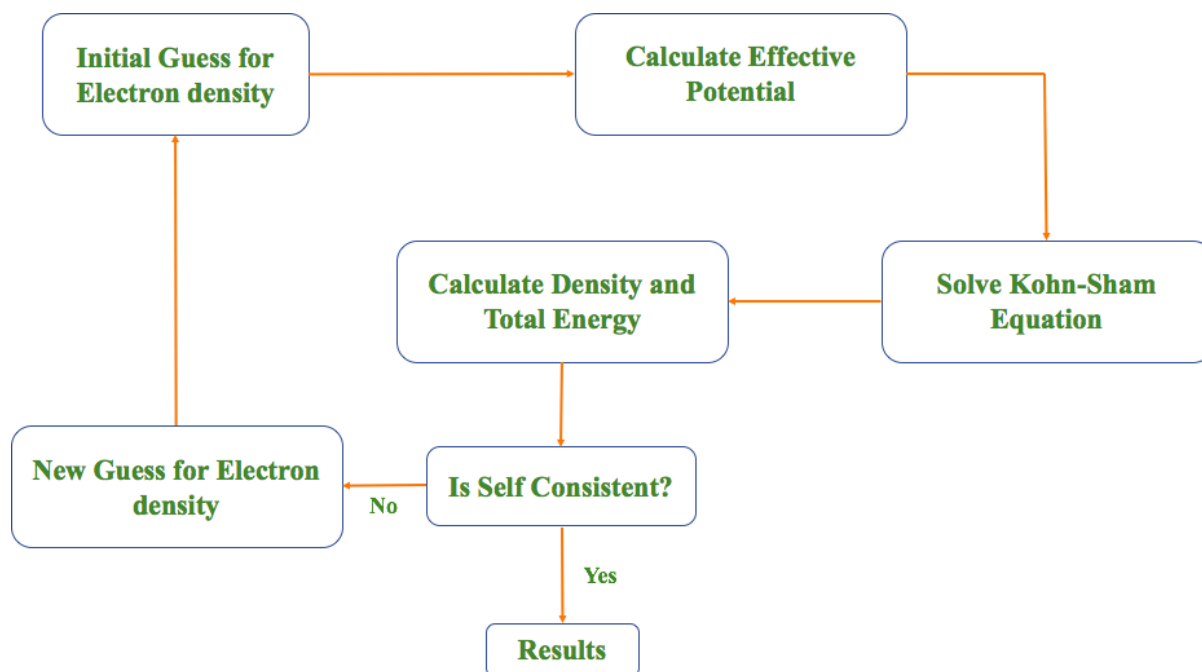 Initial Guess for
Electron density
Calculate Effective
Potential
Solve Kohn-Sham
Equation
Calculate Density and
Total Energy
Is Self Consistent?
No
New Guess for Electron
density
Yes
Results